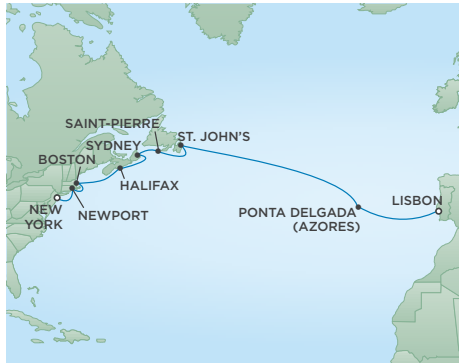 SAINT-PIERRE
SYDNEY
ST. JOHN'S
BOSTON
HALIFAX
NEW
YORK
NEWPORT
PONTA DELGADA
(AZORES)
LISBON